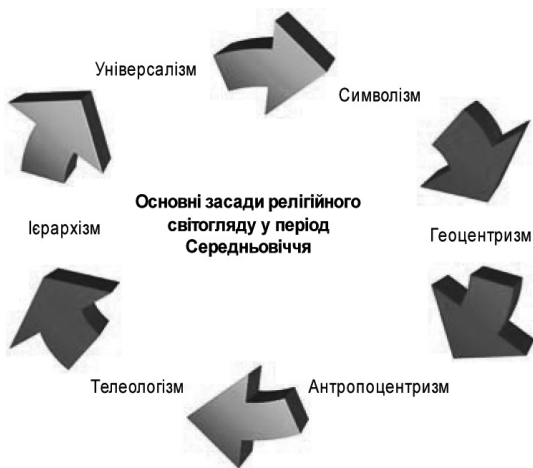 Універсалізм
Символізм
Основні засади релігійного
світогляду у період
Середньовіччя
Ієрархізм
Геоцентризм
Телеологізм
Антропоцентризм